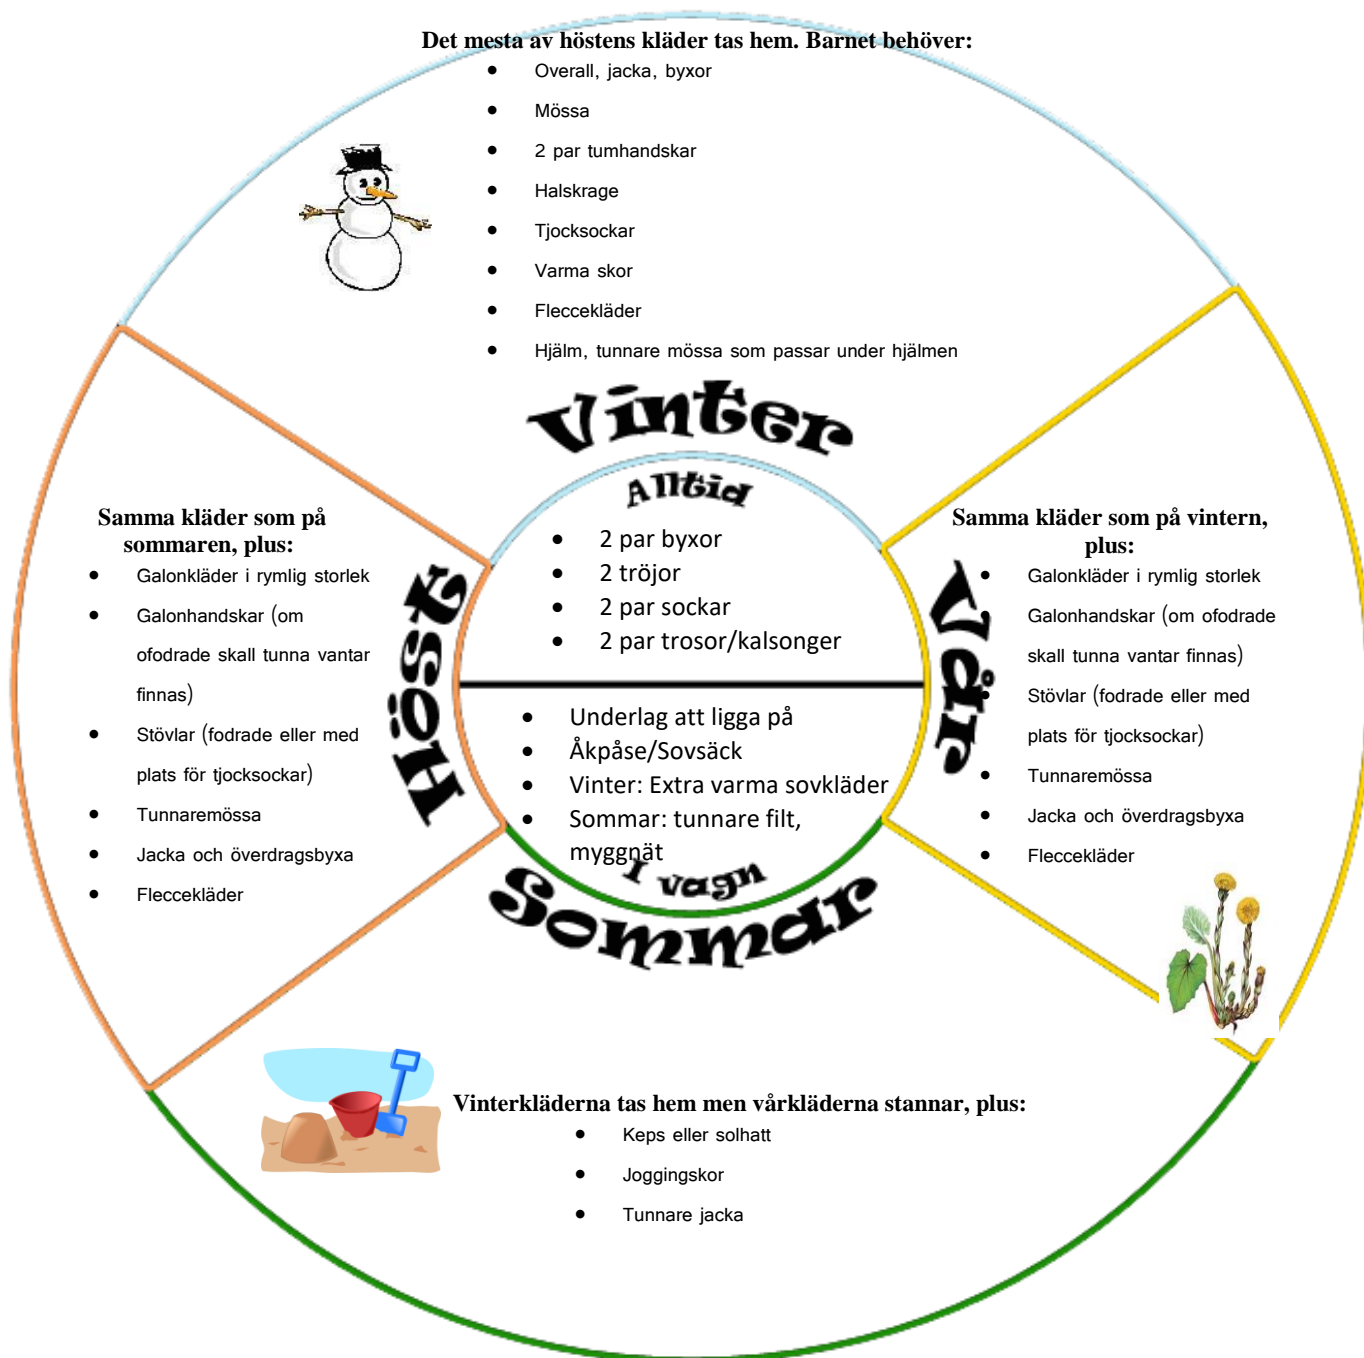 Det mesta av höstens kläder tas hem. Barnet behöver:
• Overall, jacka, byxor
• Mössa
• 2 par tumhandskar
• Halskrage
• Tjocksockar
• Varma skor
• Fleccekläder
• Hjälm, tunnare mössa som passar under hjälmen
Vinter
Alltid
• 2 par byxor
• 2 tröjor
• 2 par sockar
• 2 par trosor/kalsonger
• Underlag att ligga på
• Åkpåse/Sovsäck
• Vinter: Extra varma sovkläder
• Sommar: tunnare filt,
myggnät
I vagn
Samma kläder som på
sommaren, plus:
• Galonkläder i rymlig storlek
• Galonhandskar (om
ofodrade skall tunna vantar
finnas)
• Stövlar (fodrade eller med
plats för tjocksockar)
• Tunnaremössa
• Jacka och överdragsbyxa
• Fleccekläder
Höst
Samma kläder som på vintern,
plus:
• Galonkläder i rymlig storlek
• Galonhandskar (om ofodrade
skall tunna vantar finnas)
• Stövlar (fodrade eller med
plats för tjocksockar)
• Tunnaremössa
• Jacka och överdragsbyxa
• Fleccekläder
Vår
Sommar
Vinterkläderna tas hem men vårkläderna stannar, plus:
• Keps eller solhatt
• Joggingskor
• Tunnare jacka